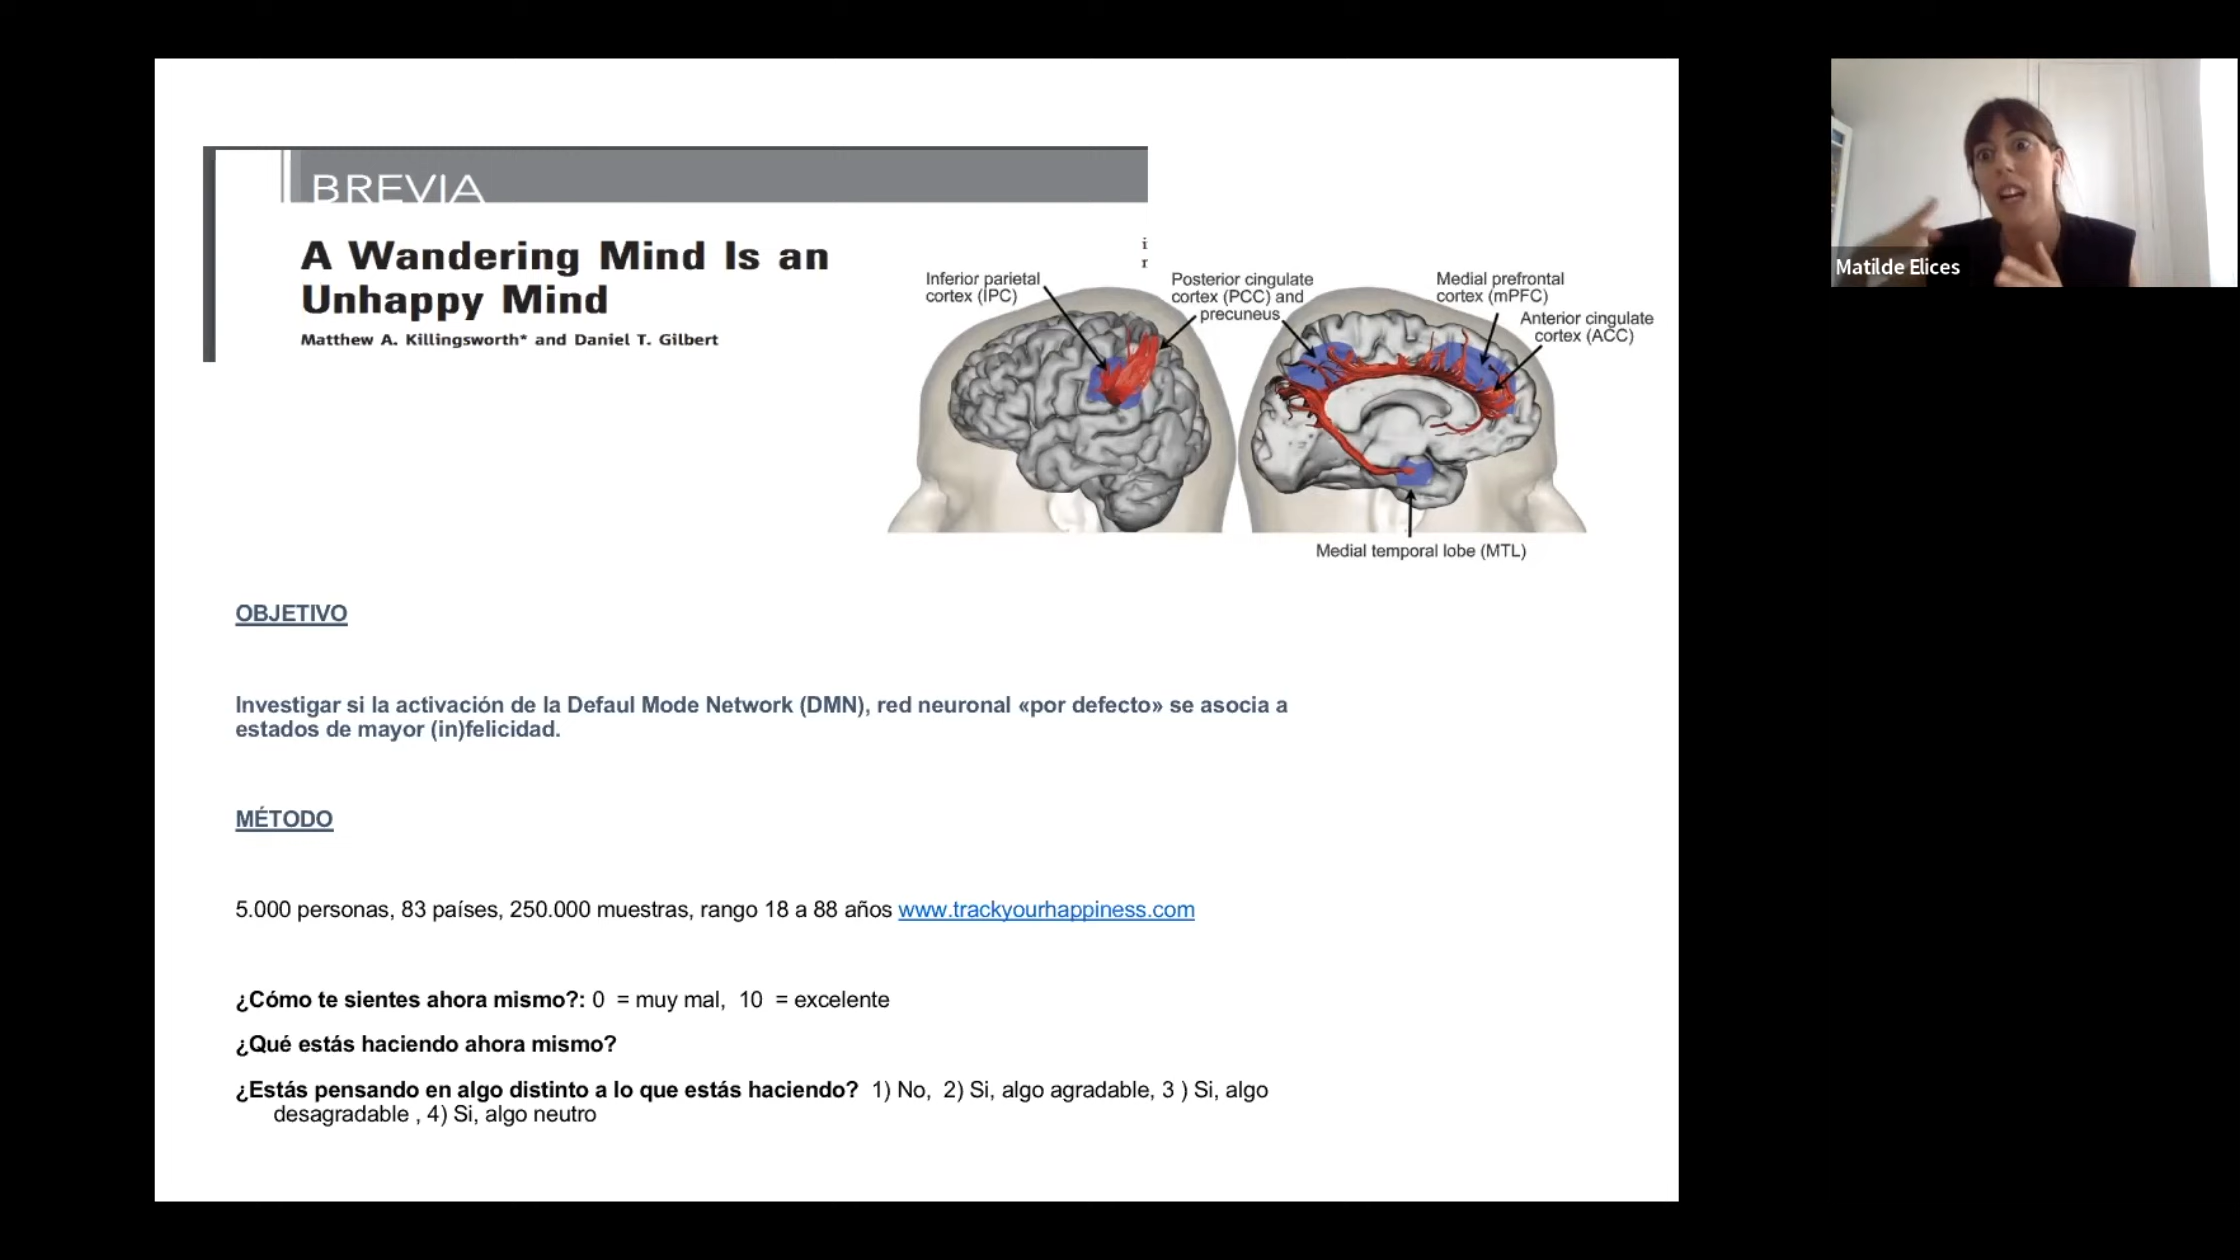 BREVIA
A Wandering Mind Is an
Unhappy Mind
Matthew A. Killingsworth* and Daniel T. Gilbert
i
r
Inferior parietal
cortex (IPC)
Posterior cingulate
cortex (PCC) and
precuneus
Medial prefrontal
cortex (mPFC)
Anterior cingulate
cortex (ACC)
Medial temporal lobe (MTL)
Matilde Elices
OBJETIVO
Investigar si la activación de la Defaul Mode Network (DMN), red neuronal «por defecto» se asocia a
estados de mayor (in)felicidad.
MÉTODO
5.000 personas, 83 países, 250.000 muestras, rango 18 a 88 años www.trackyourhappiness.com
¿Cómo te sientes ahora mismo?: 0 = muy mal, 10 = excelente
¿Qué estás haciendo ahora mismo?
¿Estás pensando en algo distinto a lo que estás haciendo? 1) No, 2) Si, algo agradable, 3 ) Si, algo
desagradable , 4) Si, algo neutro